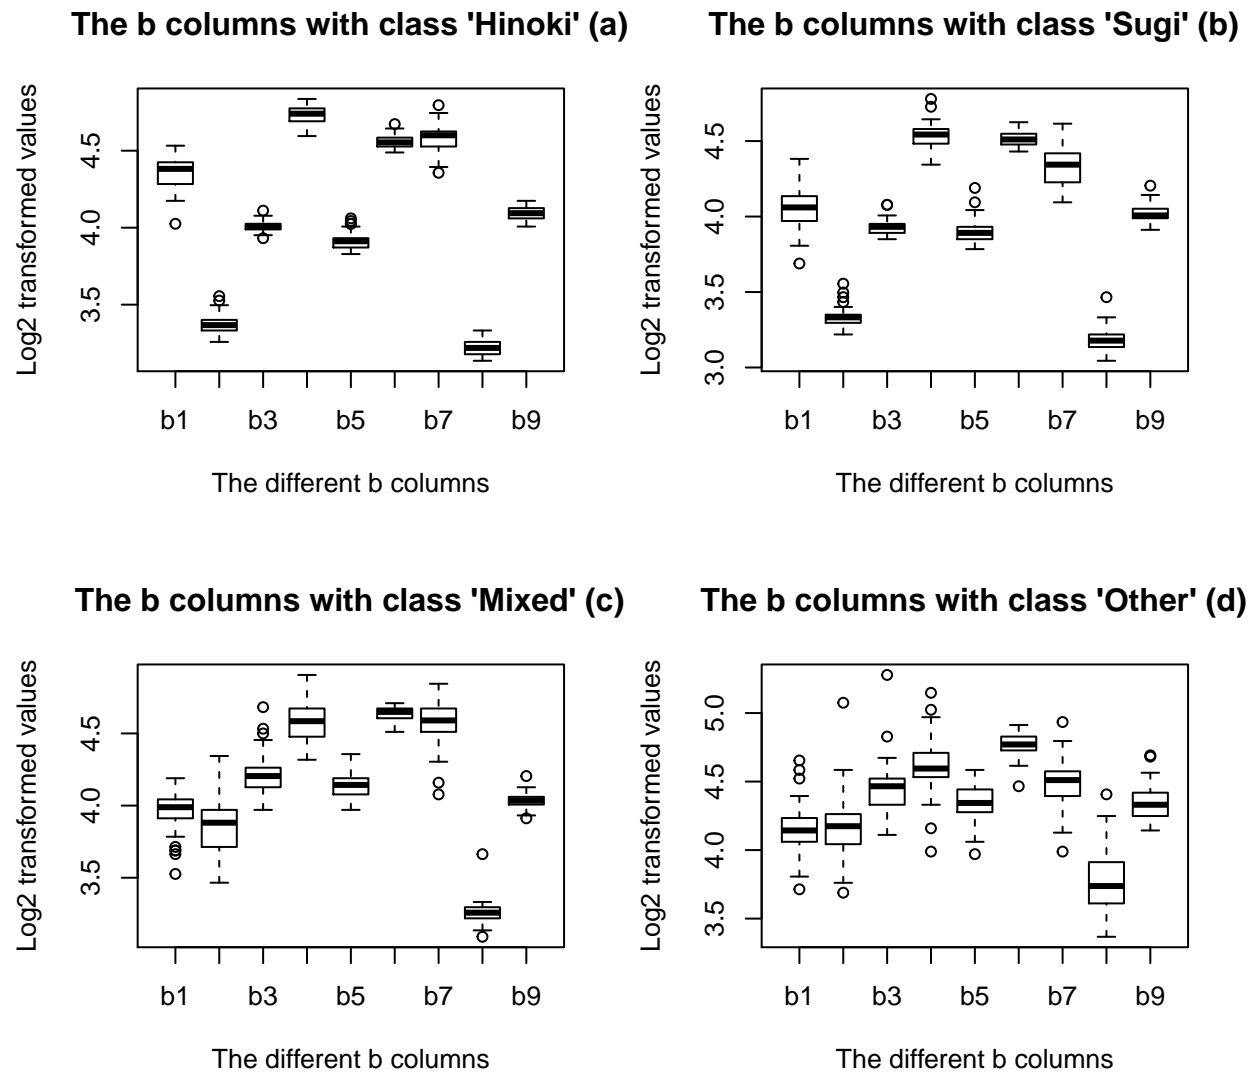 The b columns with class 'Hinoki' (a)
Log2 transformed values
4.5
4.0
3.5
b1 b3 b5 b7 b9
The different b columns
The b columns with class 'Sugi' (b)
Log2 transformed values
4.5
4.0
3.5
3.0
b1 b3 b5 b7 b9
The different b columns
The b columns with class 'Mixed' (c)
Log2 transformed values
4.5
4.0
3.5
b1 b3 b5 b7 b9
The different b columns
The b columns with class 'Other' (d)
Log2 transformed values
5.0
4.5
4.0
3.5
b1 b3 b5 b7 b9
The different b columns